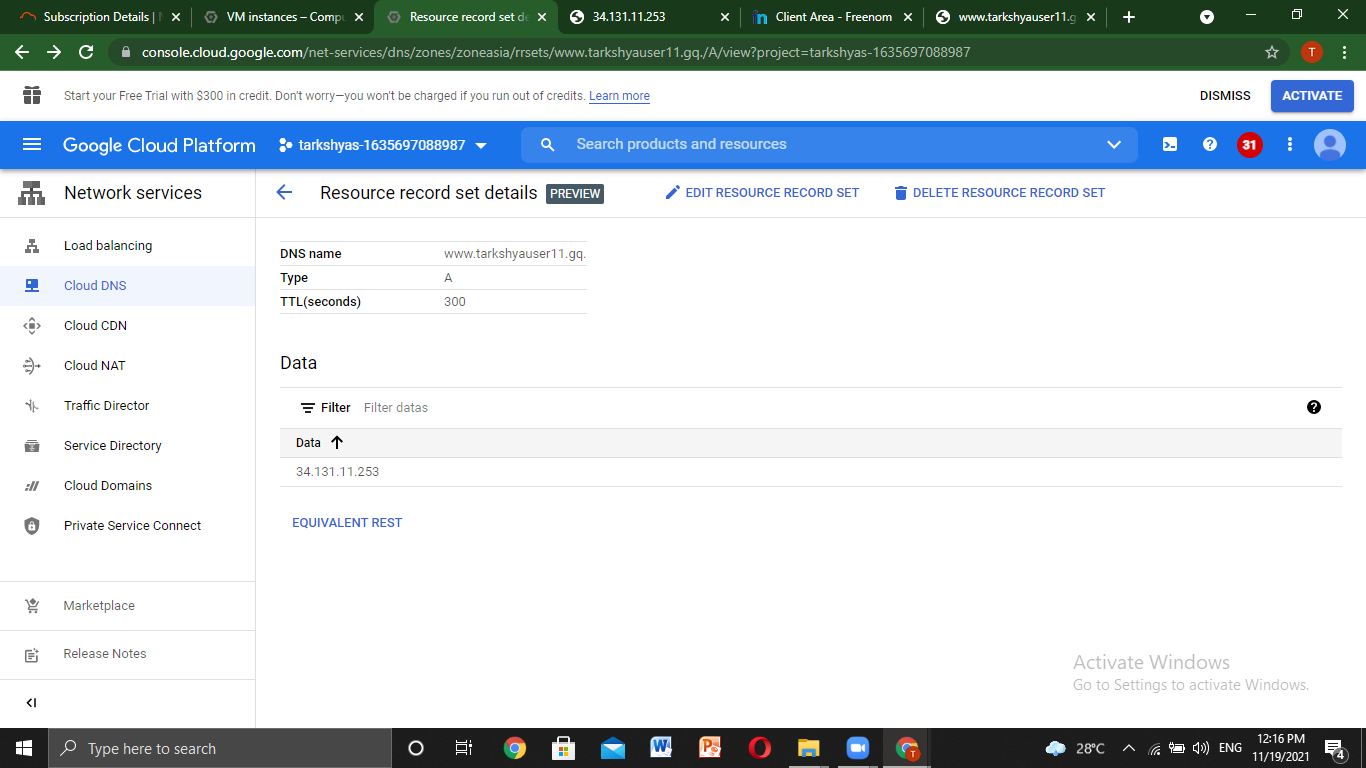 Subscription Details |
VM instances – Compu
Resource record set de
34.131.11.253
Client Area - Freenom
www.tarkshyauser11.g
console.cloud.google.com/net-services/dns/zones/zoneasia/rrsets/www.tarkshyauser11.gq./A/view?project=tarkshyas-1635697088987
T
Start your Free Trial with $300 in credit. Don't worry—you won't be charged if you run out of credits. Learn more
DISMISS
ACTIVATE
Google Cloud Platform
tarkshyas-1635697088987
Search products and resources
31
Network services
Resource record set details
PREVIEW
EDIT RESOURCE RECORD SET
DELETE RESOURCE RECORD SET
Load balancing
Cloud DNS
Cloud CDN
Cloud NAT
Traffic Director
Service Directory
Cloud Domains
Private Service Connect
Marketplace
Release Notes
DNS name www.tarkshyauser11.gq.
Type A
TTL(seconds) 300
Data
Filter Filter datas
Data
34.131.11.253
EQUIVALENT REST
Activate Windows
Go to Settings to activate Windows.
Type here to search
28°C
ENG
12:16 PM
11/19/2021
4